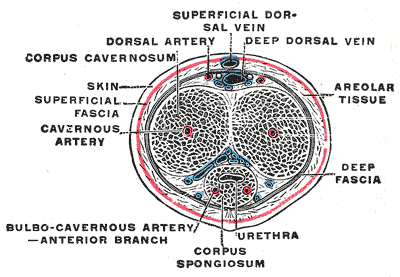 SUPERFICIAL DOR-
SAL VEIN
DORSAL ARTERY
DEEP DORSAL VEIN
CORPUS CAVERNOSUM
SKIN
SUPERFICIAL
FASCIA
CAVERNOUS
ARTERY
AREOLAR
TISSUE
DEEP
FASCIA
BULBO-CAVERNOUS ARTERY
—ANTERIOR BRANCH
URETHRA
CORPUS
SPONGIOSUM